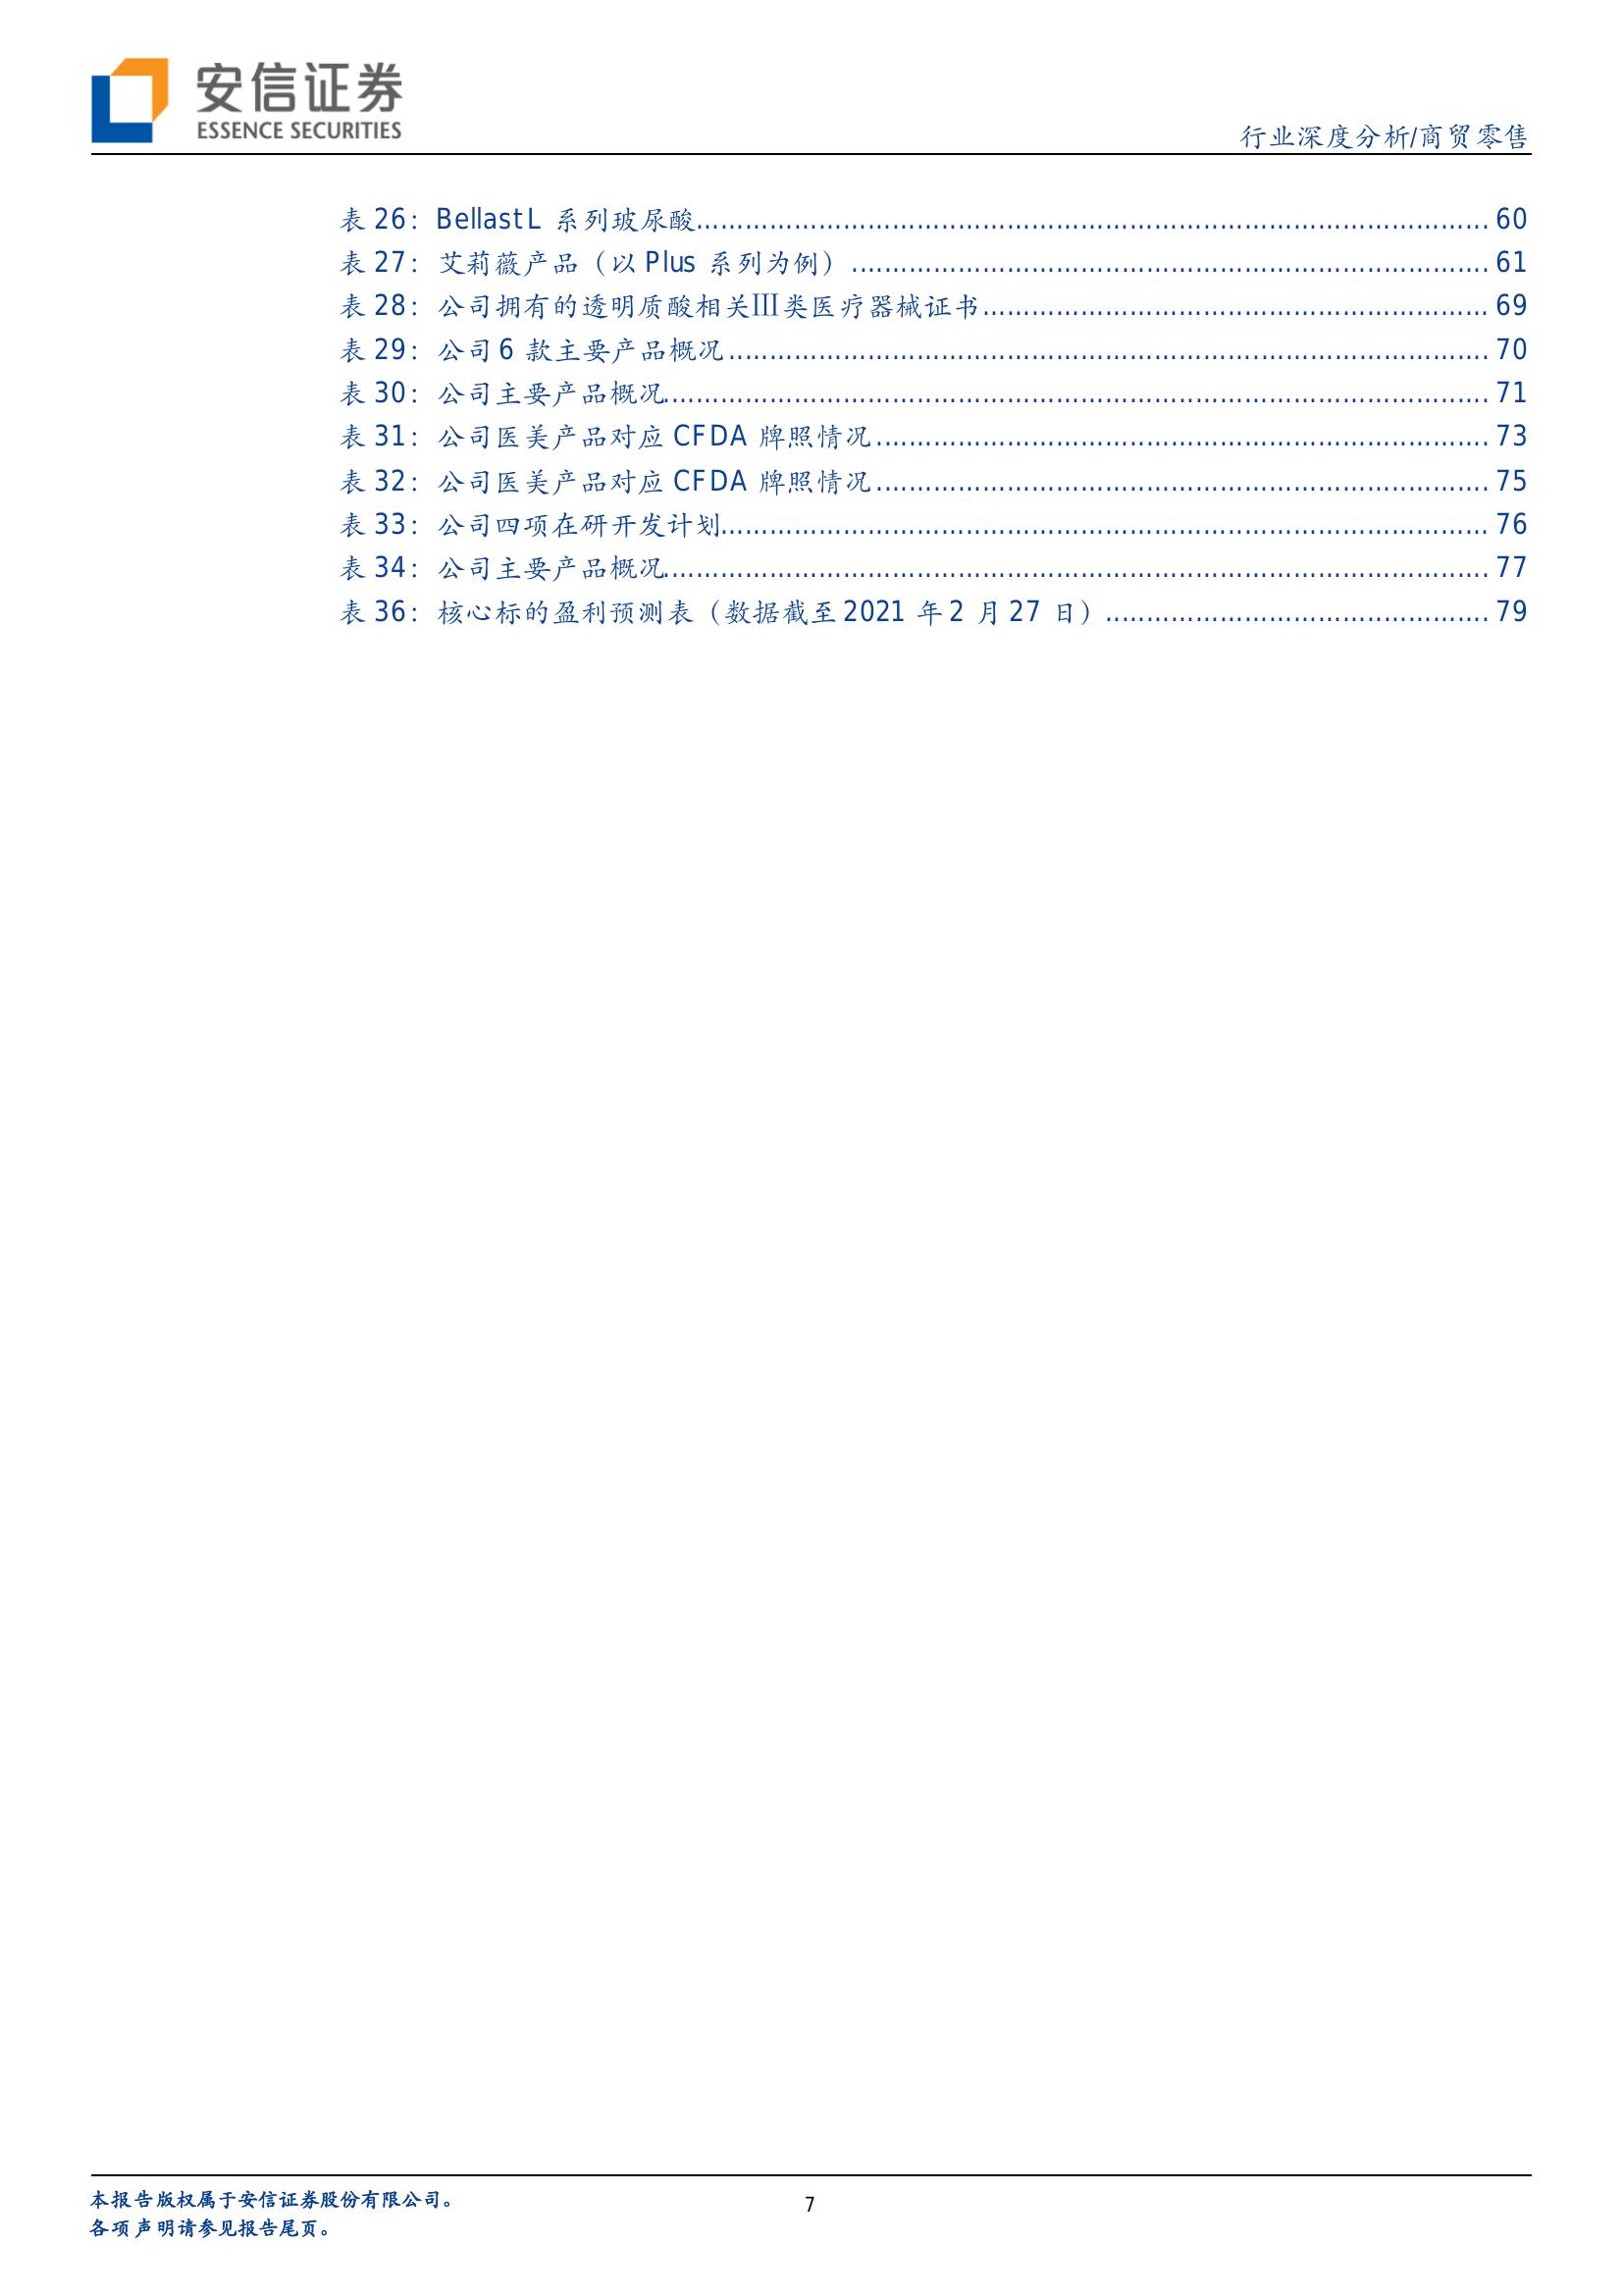 安信证券
ESSENCE SECURITIES
行业深度分析/商贸零售
表 26：Bellast L 系列玻尿酸 60
表 27：艾莉薇产品（以 Plus 系列为例） 61
表 28：公司拥有的透明质酸相关Ⅲ类医疗器械证书 69
表 29：公司 6 款主要产品概况 70
表 30：公司主要产品概况 71
表 31：公司医美产品对应 CFDA 牌照情况 73
表 32：公司医美产品对应 CFDA 牌照情况 75
表 33：公司四项在研开发计划 76
表 34：公司主要产品概况 77
表 36：核心标的盈利预测表（数据截至 2021 年 2 月 27 日） 79
本报告版权属于安信证券股份有限公司。
各项声明请参见报告尾页。
7